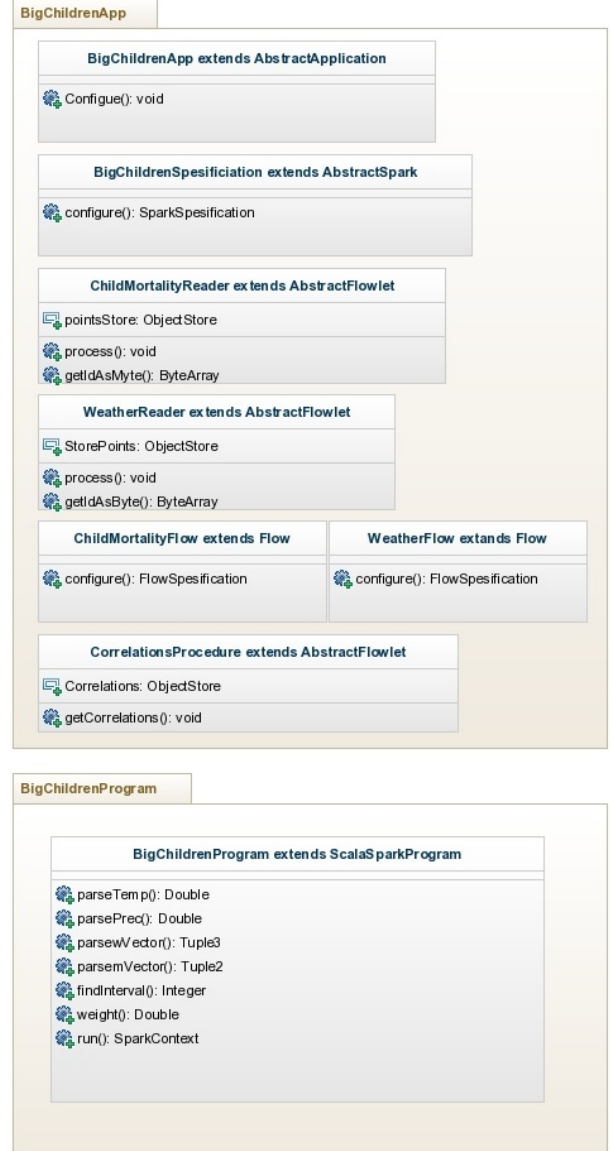 BigChildrenApp
BigChildrenApp extends AbstractApplication
Configue(): void
BigChildrenSpesificiation extends AbstractSpark
configure(): SparkSpesification
ChildMortalityReader extends AbstractFlowlet
pointsStore: ObjectStore
process(): void
getIdAsMyte(): ByteArray
WeatherReader extends AbstractFlowlet
StorePoints: ObjectStore
process(): void
getIdAsByte(): ByteArray
ChildMortalityFlow extends Flow
configure(): FlowSpesification
WeatherFlow extands Flow
configure(): FlowSpesification
CorrelationsProcedure extends AbstractFlowlet
Correlations: ObjectStore
getCorrelations(): void
BigChildrenProgram
BigChildrenProgram extends ScalaSparkProgram
parseTemp(): Double
parsePrec(): Double
parsewVector(): Tuple3
parsemVector(): Tuple2
findInterval(): Integer
weight(): Double
run(): SparkContext